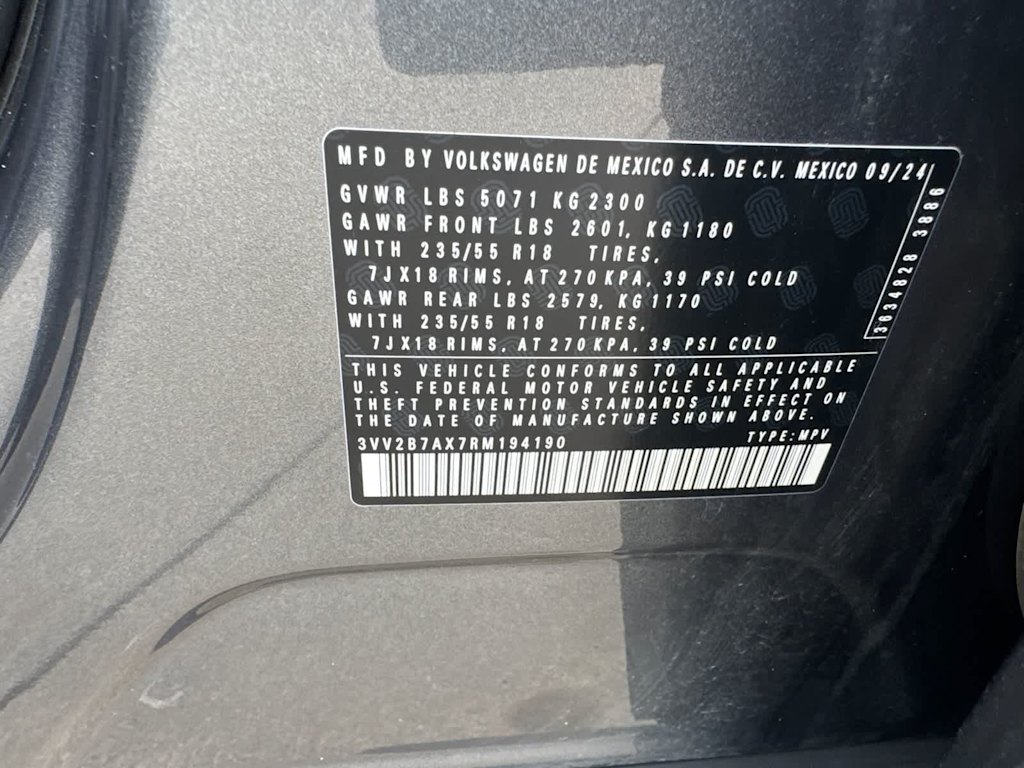 MFD BY VOLKSWAGEN DE MEXICO S.A. DE C.V. MEXICO 09/24
GVWR LBS 5071 KG 2300
GAWR FRONT LBS 2601, KG 1180
WITH 235/55 R18 TIRES,
7JX18 RIMS, AT 270 KPA, 39 PSI COLD
GAWR REAR LBS 2579, KG 1170
WITH 235/55 R18 TIRES,
7JX18 RIMS, AT 270 KPA, 39 PSI COLD
3634828 3886
THIS VEHICLE CONFORMS TO ALL APPLICABLE
U.S. FEDERAL MOTOR VEHICLE SAFETY AND
THEFT PREVENTION STANDARDS IN EFFECT ON
THE DATE OF MANUFACTURE SHOWN ABOVE.
3VV2B7AX7RM194190 TYPE: MPV